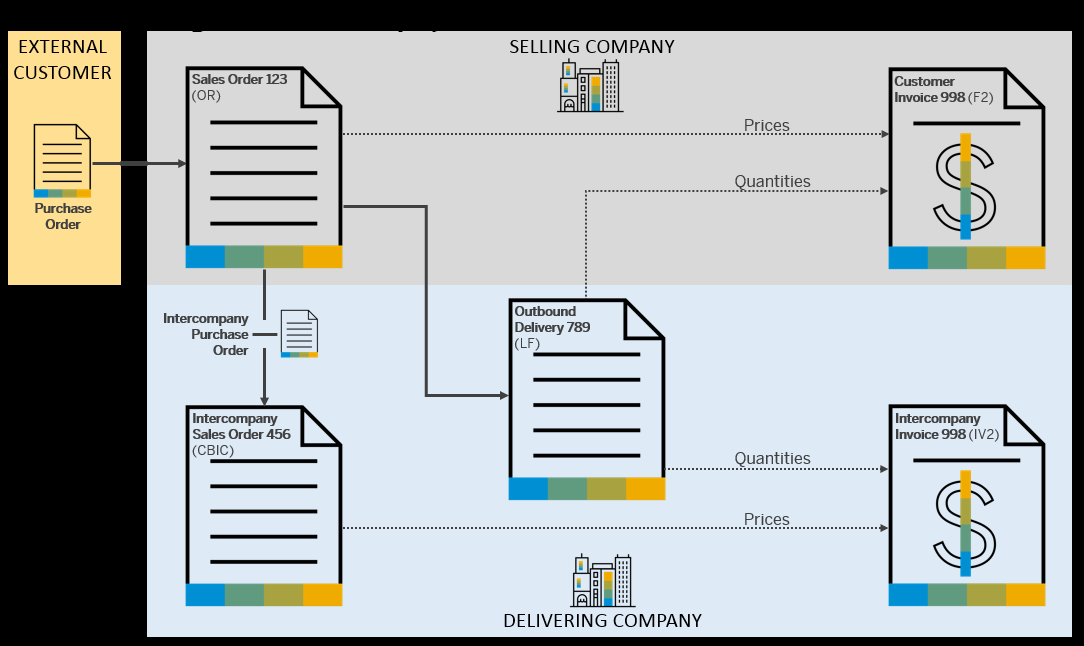 EXTERNAL
CUSTOMER
Purchase
Order
SELLING COMPANY
Sales Order 123
(OR)
Customer
Invoice 998 (F2)
Prices
Quantities
Intercompany
Purchase
Order
Outbound
Delivery 789
(LF)
Intercompany
Sales Order 456
(CBIC)
Intercompany
Invoice 998 (IV2)
Quantities
Prices
DELIVERING COMPANY